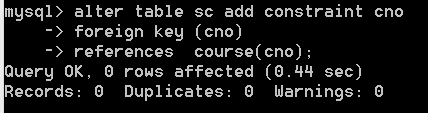 mysql> alter table sc add constraint cno
    -> foreign key (cno)
    -> references  course(cno);
Query OK, 0 rows affected (0.44 sec)
Records: 0  Duplicates: 0  Warnings: 0